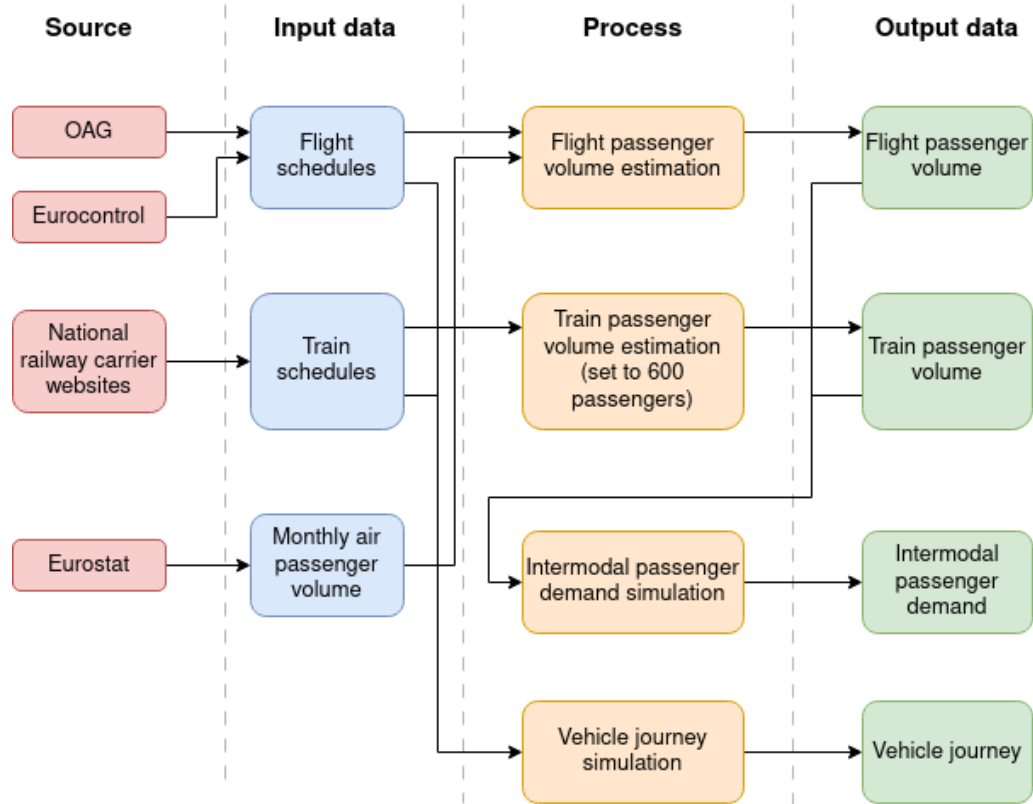 Source
Input data
Process
Output data
OAG
Eurocontrol
National
railway carrier
websites
Eurostat
Flight
schedules
Train
schedules
Monthly air
passenger
volume
Flight passenger
volume estimation
Train passenger
volume estimation
(set to 600
passengers)
Intermodal passenger
demand simulation
Vehicle journey
simulation
Flight passenger
volume
Train passenger
volume
Intermodal
passenger
demand
Vehicle journey